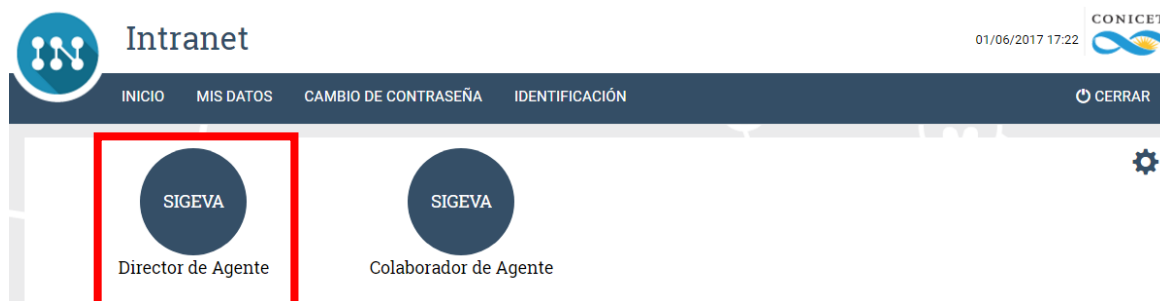 IN
Intranet
01/06/2017 17:22
CONICET
INICIO MIS DATOS CAMBIO DE CONTRASEÑA IDENTIFICACIÓN CERRAR
SIGEVA SIGEVA
Director de Agente Colaborador de Agente